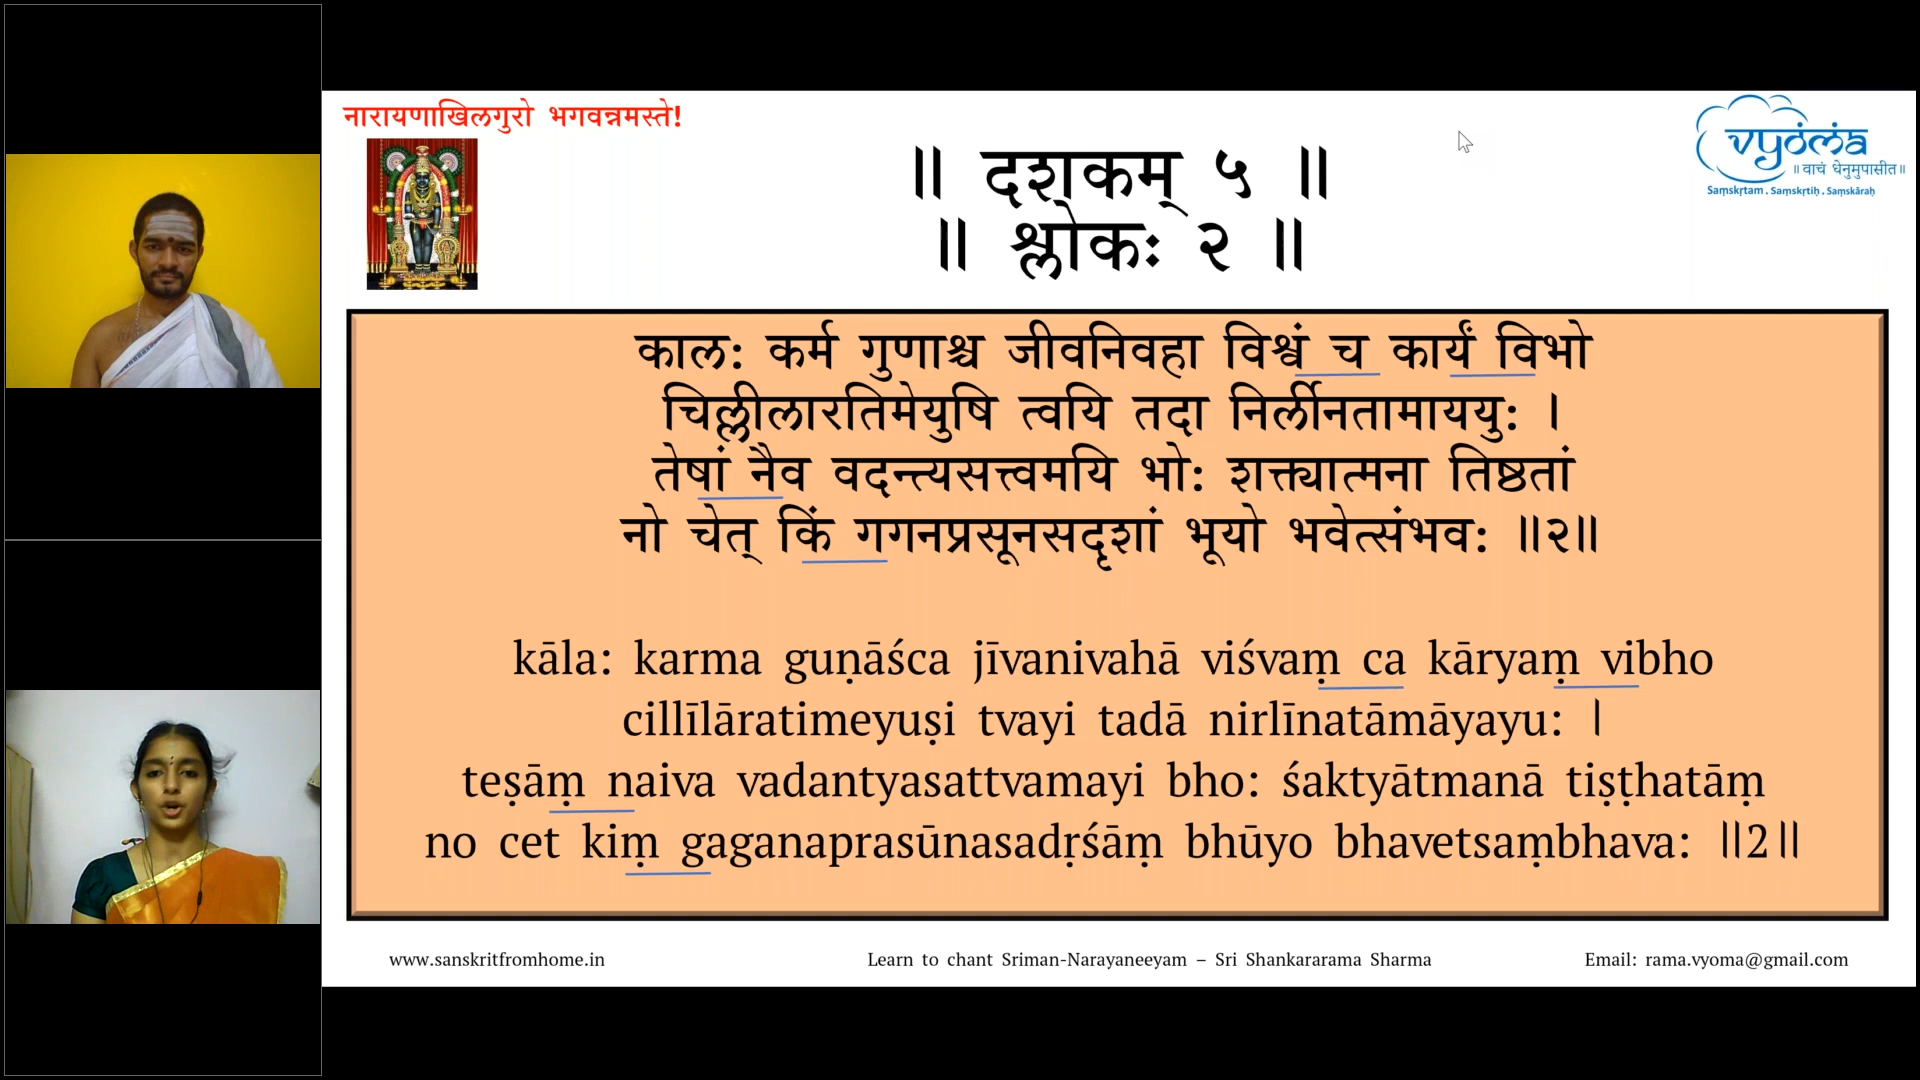 नारायणाखिलगुरो भगवन्नमस्ते!
vyoma
॥ वाचं धेनुमुपासीत॥
Saṃskṛtam . Saṃskṛtiḥ . Saṃskāraḥ
॥ दशकम् ५ ॥
॥ श्लोकः २ ॥
काल: कर्म गुणाश्च जीवनिवहा विश्वं च कार्यं विभो
चिल्लीलारतिमेयुषि त्वयि तदा निर्लीनतामाययु: ।
तेषां नैव वदन्त्यसत्त्वमयि भो: शक्त्यात्मना तिष्ठतां
नो चेत् किं गगनप्रसूनसदृशां भूयो भवेत्संभव: ॥२॥
kāla: karma guṇāśca jīvanivahā viśvaṃ ca kāryaṃ vibho
cillīlāratimeyuṣi tvayi tadā nirlīnatāmāyayu: ।
teṣāṃ naiva vadantyasattvamayi bho: śaktyātmanā tiṣṭhatāṃ
no cet kiṃ gaganaprasūnasadṛśāṃ bhūyo bhavetsaṃbhava: ॥2॥
www.sanskritfromhome.in
Learn to chant Sriman-Narayaneeyam – Sri Shankararama Sharma
Email: rama.vyoma@gmail.com